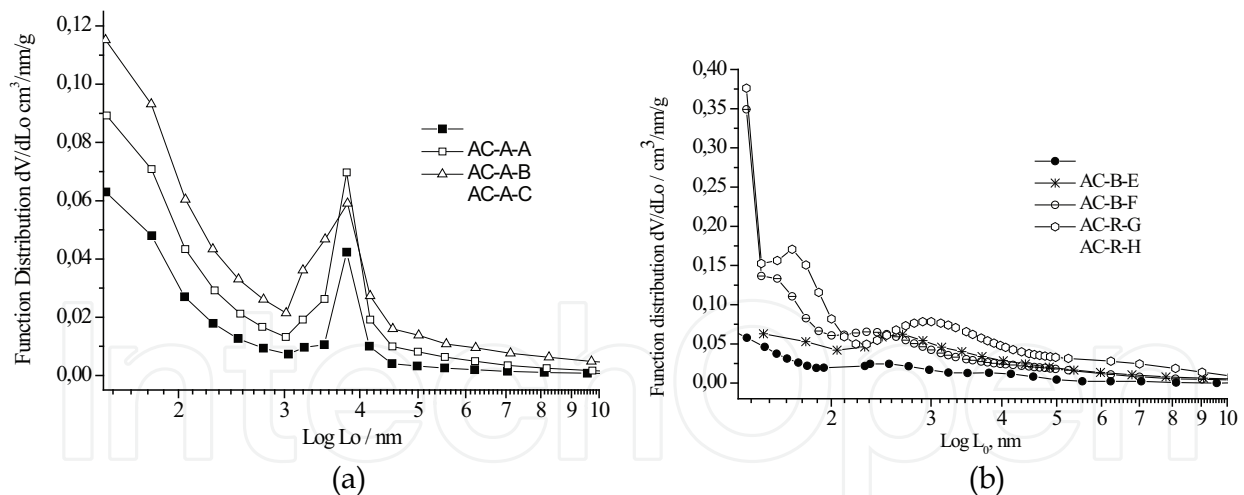 (a)
0,12
0,10
0,08
0,06
0,04
0,02
0,00
Function Distribution dV/dLo cm³/nm/g
AC-A-A
AC-A-B
AC-A-C
2 3 4 5 6 7 8 9 10
Log Lo / nm
(a)
(b)
0,40
0,35
0,30
0,25
0,20
0,15
0,10
0,05
0,00
Function distribution dV/dLo / cm³/nm/g
AC-B-E
AC-B-F
AC-R-G
AC-R-H
2 3 4 5 6 7 8 9 10
Log L₀, nm
(b)
intechopen